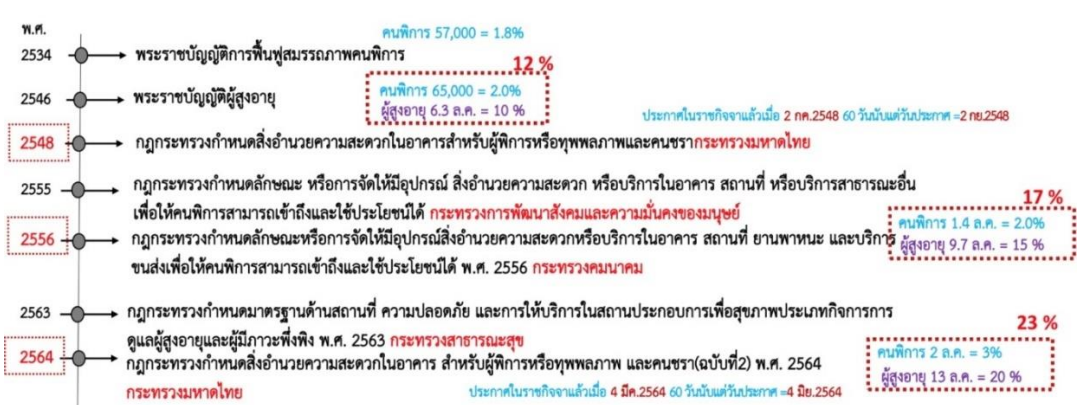 พ.ศ.
คนพิการ 57,000 = 1.8%
2534 พระราชบัญญัติการฟื้นฟูสมรรถภาพคนพิการ
12 %
2546 พระราชบัญญัติผู้สูงอายุ
คนพิการ 65,000 = 2.0%
ผู้สูงอายุ 6.3 ล.ค. = 10 %
ประกาศในราชกิจจาแล้วเมื่อ 2 กค.2548 60 วันนับแต่วันประกาศ =2 กย.2548
2548 กฎกระทรวงกำหนดสิ่งอำนวยความสะดวกในอาคารสำหรับผู้พิการหรือทุพพลภาพและคนชรากระทรวงมหาดไทย
2555 กฎกระทรวงกำหนดลักษณะ หรือการจัดให้มีอุปกรณ์ สิ่งอำนวยความสะดวก หรือบริการในอาคาร สถานที่ หรือบริการสาธารณะอื่น
เพื่อให้คนพิการสามารถเข้าถึงและใช้ประโยชน์ได้ กระทรวงการพัฒนาสังคมและความมั่นคงของมนุษย์
17 %
คนพิการ 1.4 ล.ค. = 2.0%
ผู้สูงอายุ 9.7 ล.ค. = 15 %
2556 กฎกระทรวงกำหนดลักษณะหรือการจัดให้มีอุปกรณ์สิ่งอำนวยความสะดวกหรือบริการในอาคาร สถานที่ ยานพาหนะ และบริการ
ขนส่งเพื่อให้คนพิการสามารถเข้าถึงและใช้ประโยชน์ได้ พ.ศ. 2556 กระทรวงคมนาคม
2563 กฎกระทรวงกำหนดมาตรฐานด้านสถานที่ ความปลอดภัย และการให้บริการในสถานประกอบการเพื่อสุขภาพประเภทกิจการการ
ดูแลผู้สูงอายุและผู้มีภาวะพึ่งพิง พ.ศ. 2563 กระทรวงสาธารณะสุข
23 %
คนพิการ 2 ล.ค. = 3%
ผู้สูงอายุ 13 ล.ค. = 20 %
2564 กฎกระทรวงกำหนดสิ่งอำนวยความสะดวกในอาคาร สำหรับผู้พิการหรือทุพพลภาพ และคนชรา(ฉบับที่2) พ.ศ. 2564
กระทรวงมหาดไทย
ประกาศในราชกิจจาแล้วเมื่อ 4 มีค.2564 60 วันนับแต่วันประกาศ =4 มิย.2564